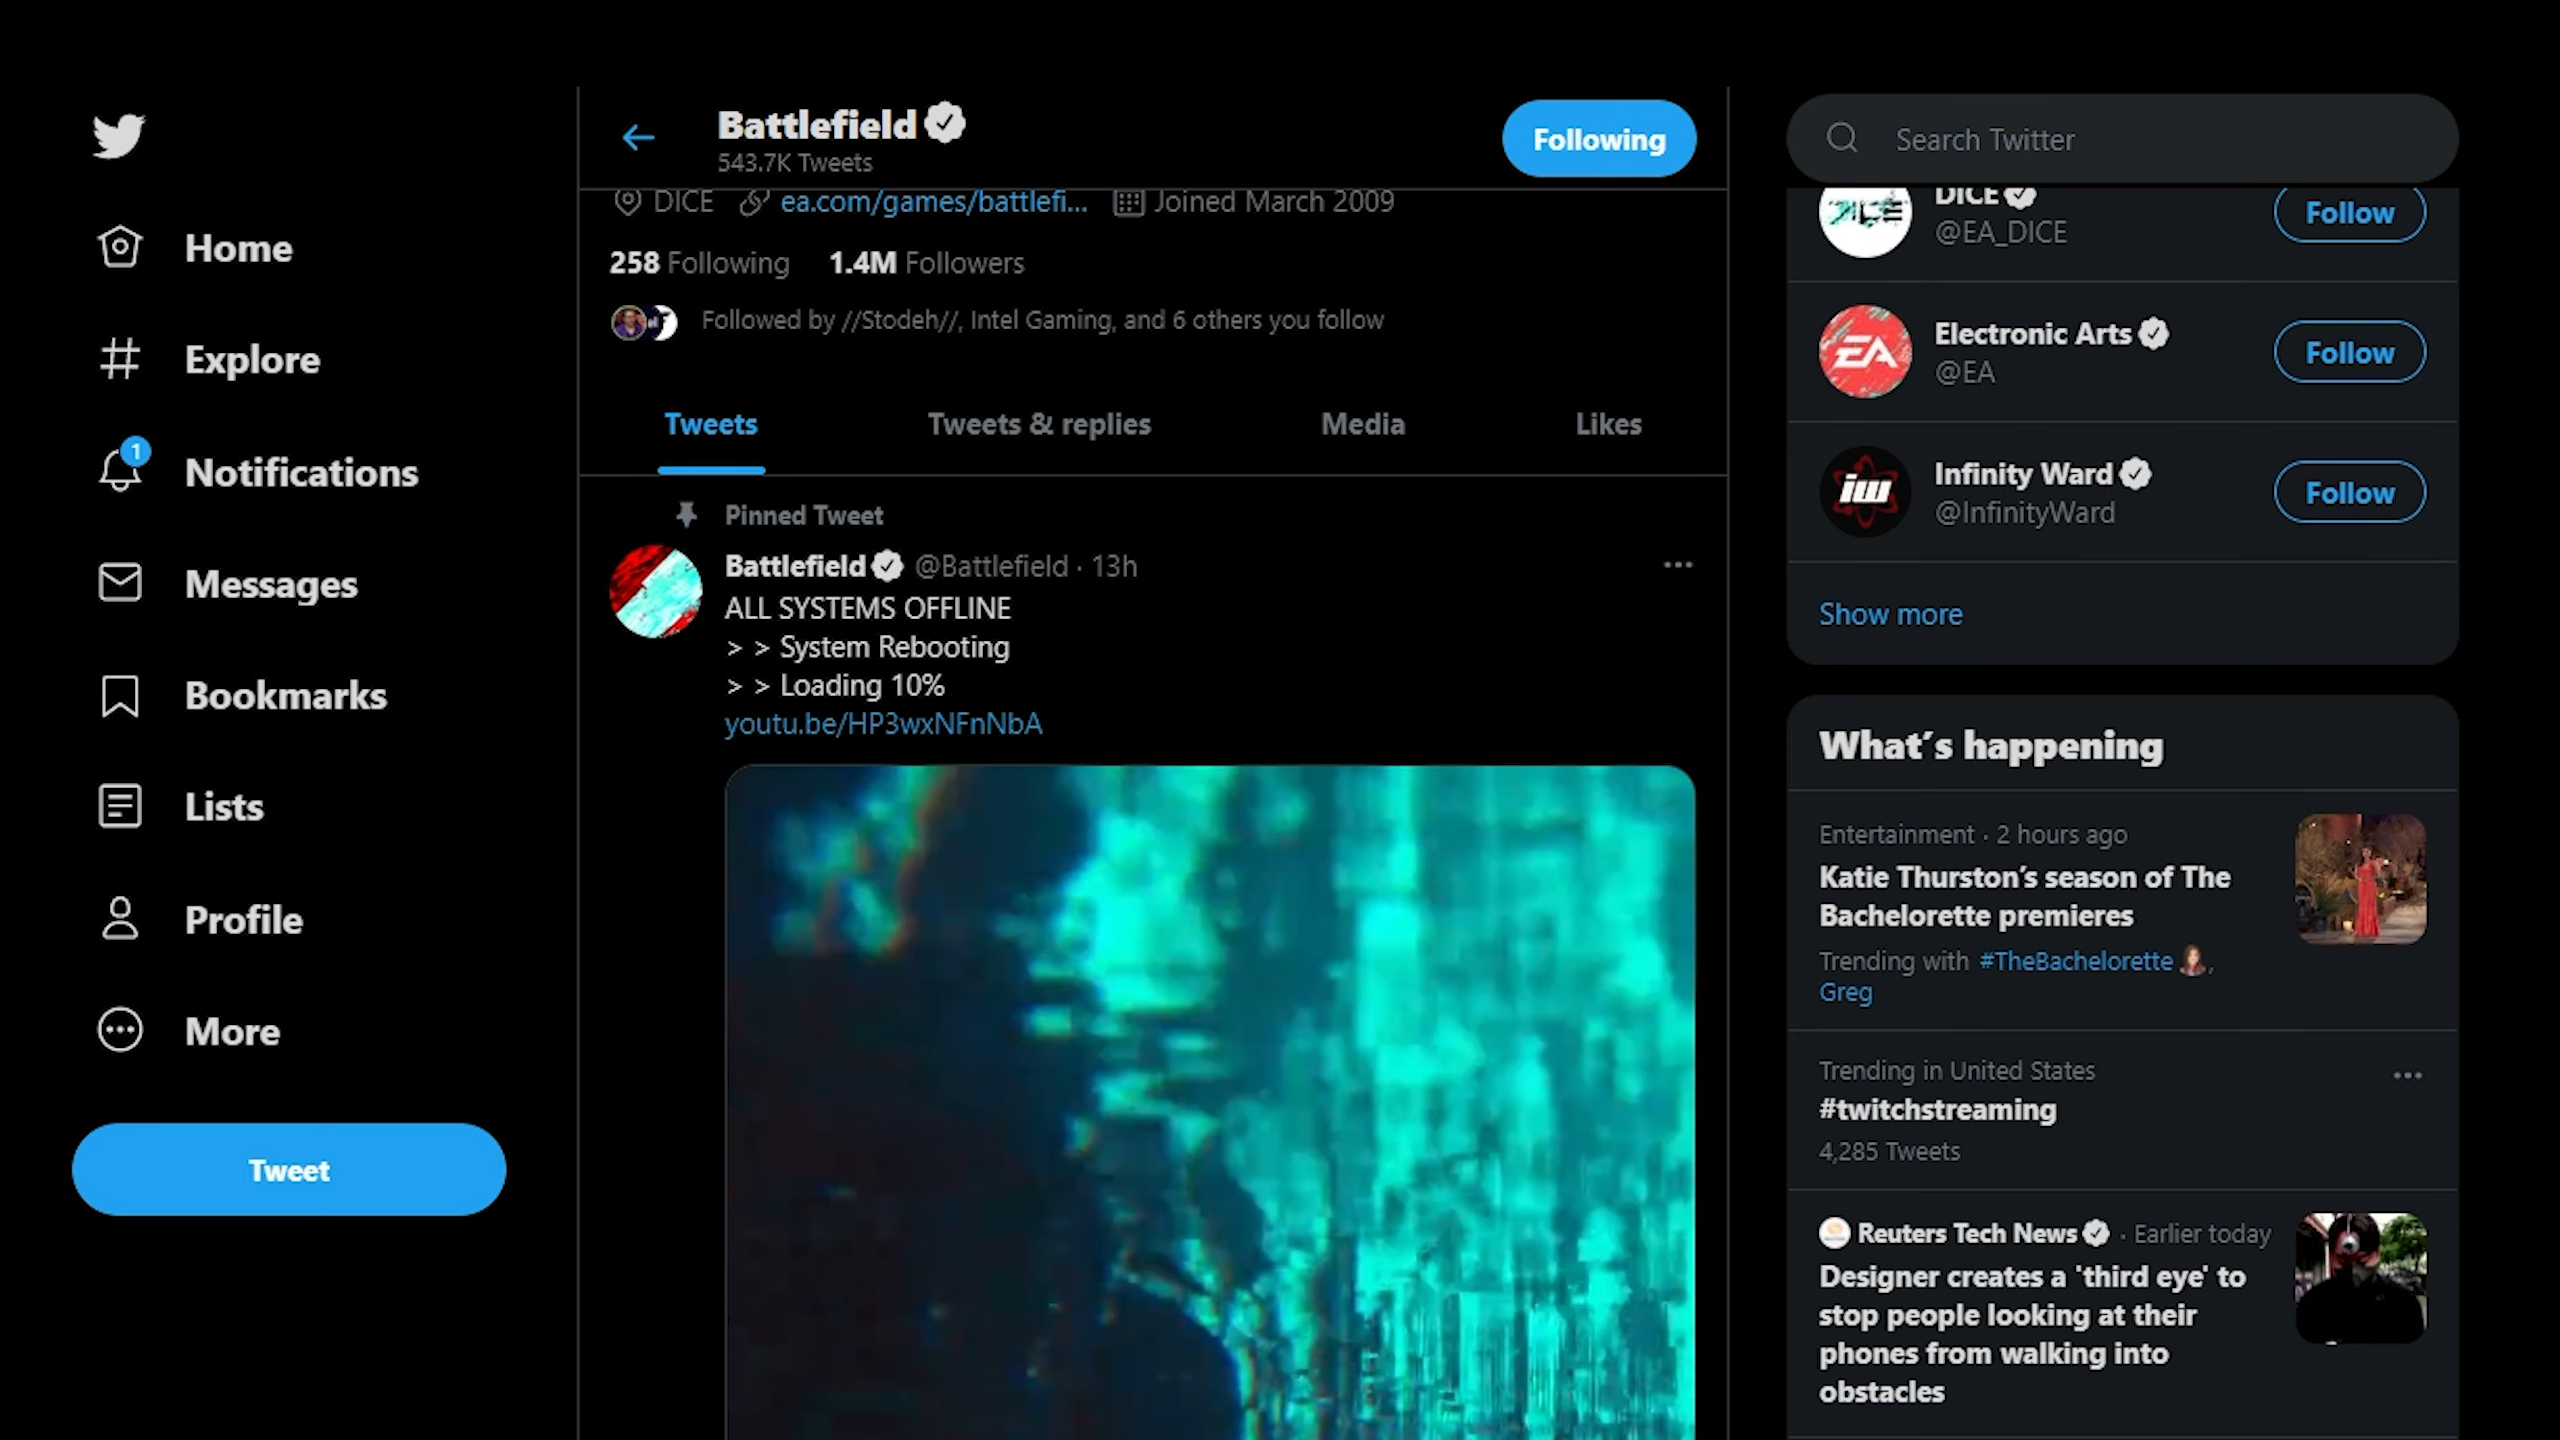 Home
Explore
1
Notifications
Messages
Bookmarks
Lists
Profile
More
Tweet
Battlefield
543.7K Tweets
Following
DICE ea.com/games/battlefi... Joined March 2009
258 Following 1.4M Followers
Followed by //Stodeh//, Intel Gaming, and 6 others you follow
Tweets Tweets & replies Media Likes
Pinned Tweet
Battlefield @Battlefield · 13h
ALL SYSTEMS OFFLINE
> > System Rebooting
> > Loading 10%
youtu.be/HP3wxNFnNbA
Search Twitter
DICE
@EA_DICE
Follow
EA
Electronic Arts
@EA
Follow
iw
Infinity Ward
@InfinityWard
Follow
Show more
What's happening
Entertainment · 2 hours ago
Katie Thurston's season of The
Bachelorette premieres
Trending with #TheBachelorette ,
Greg
Trending in United States
#twitchstreaming
4,285 Tweets
Reuters Tech News · Earlier today
Designer creates a 'third eye' to
stop people looking at their
phones from walking into
obstacles